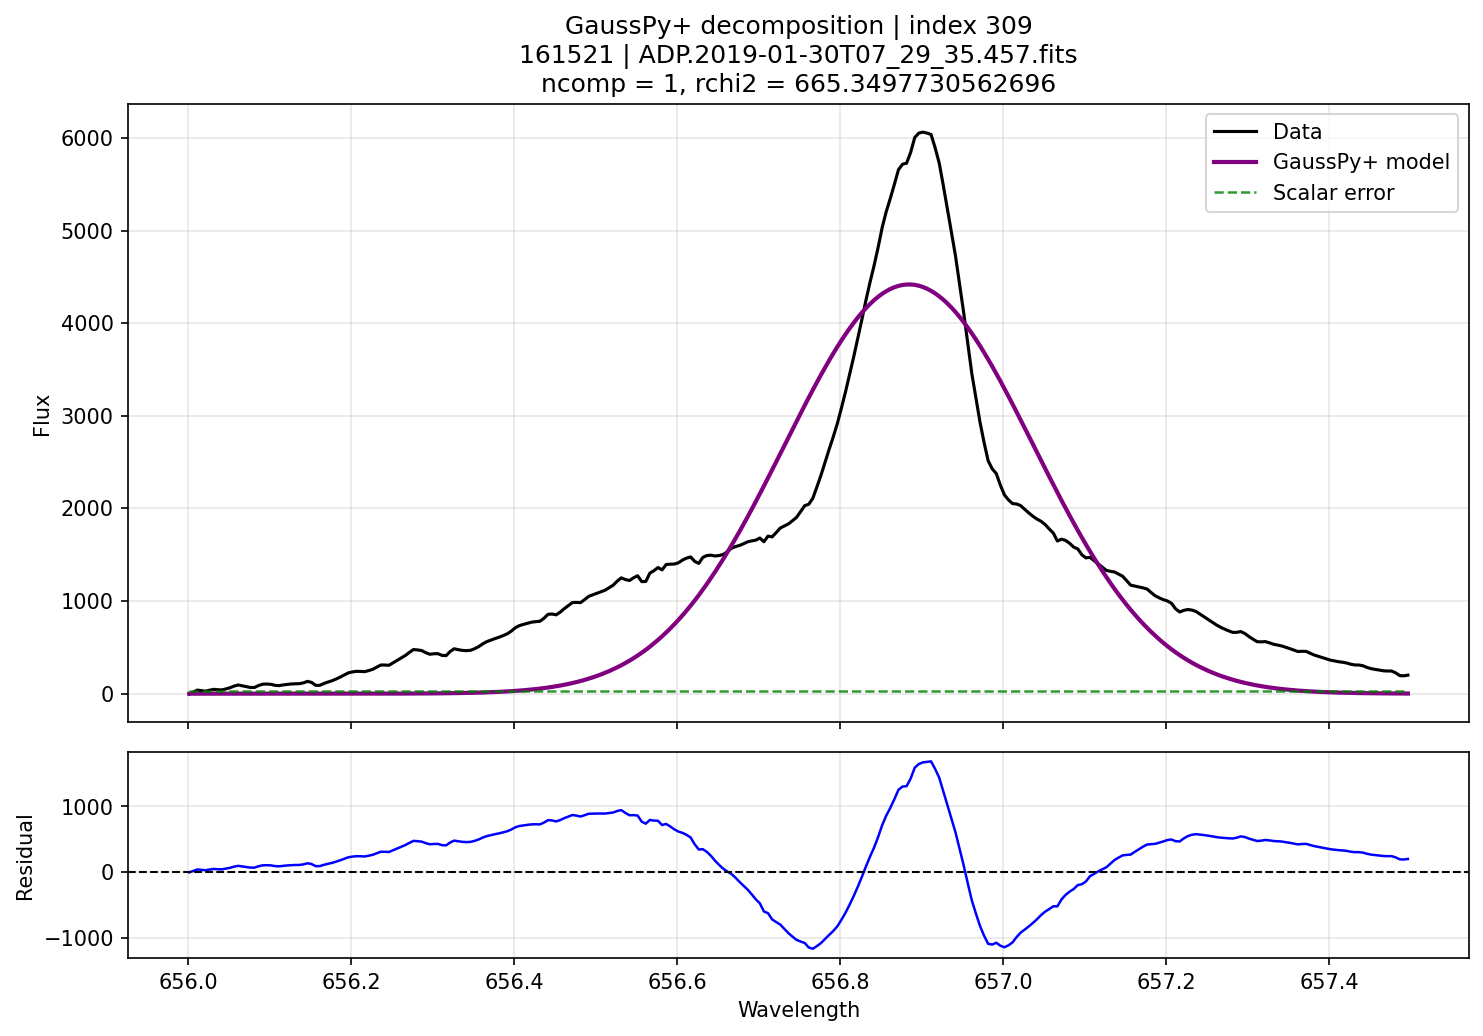 GaussPy+ decomposition | index 309
161521 | ADP.2019-01-30T07_29_35.457.fits
ncomp = 1, rchi2 = 665.3497730562696
Data
GaussPy+ model
Scalar error
6000
5000
4000
3000
2000
1000
0
Flux
1000
0
−1000
Residual
656.0 656.2 656.4 656.6 656.8 657.0 657.2 657.4
Wavelength